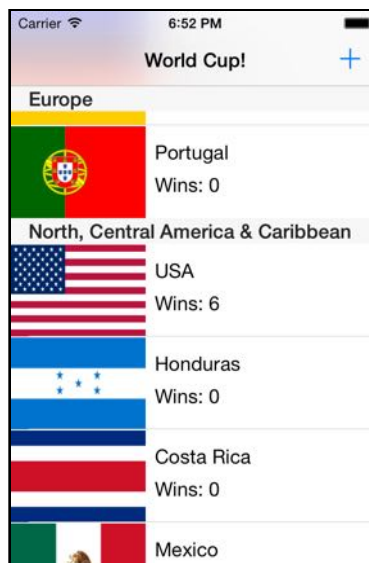 Carrier 6:52 PM
World Cup! +
Europe
Portugal
Wins: 0
North, Central America & Caribbean
USA
Wins: 6
Honduras
Wins: 0
Costa Rica
Wins: 0
Mexico